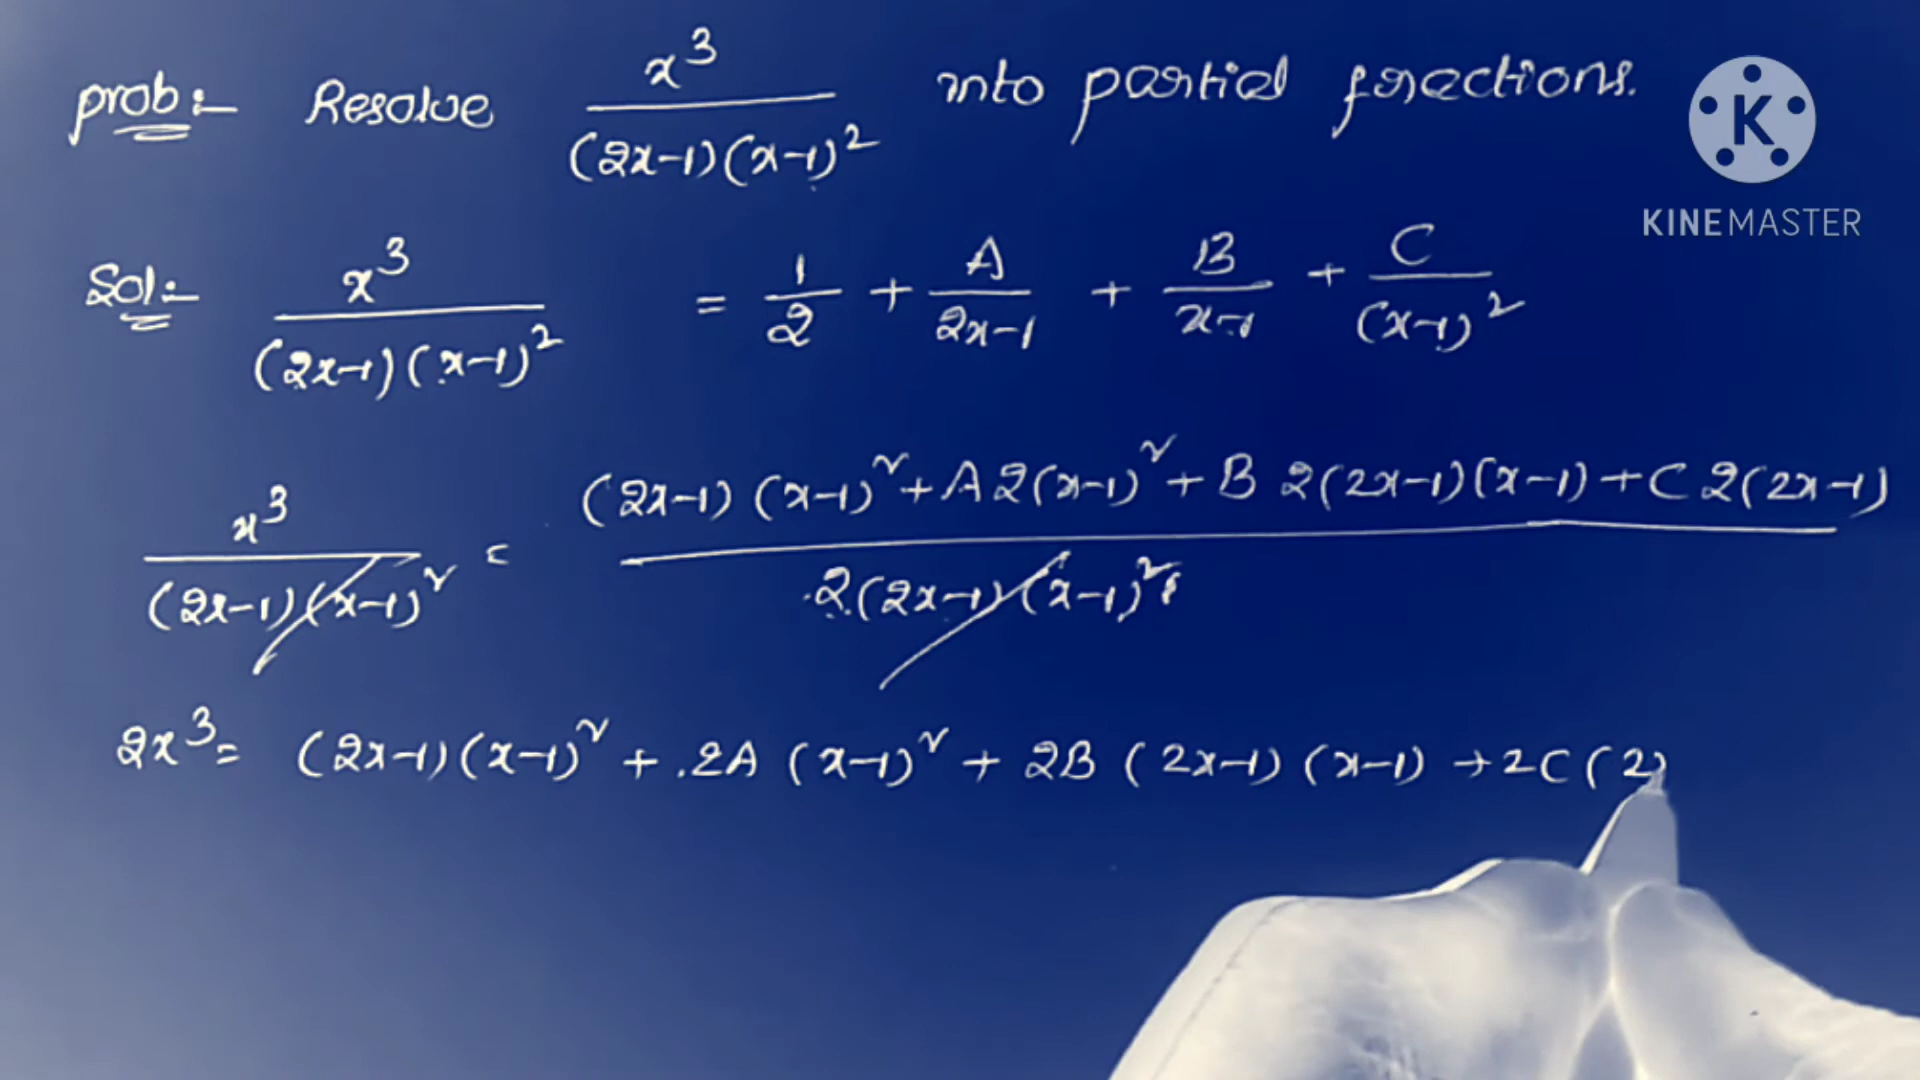 prob:- Resolve x³/((2x-1)(x-1)²) into partial fractions.
K
KINEMASTER
Sol:- x³/((2x-1)(x-1)²) = 1/2 + A/(2x-1) + B/(x-1) + C/(x-1)²
x³/((2x-1)(x-1)²) = ((2x-1)(x-1)² + A2(x-1)² + B 2(2x-1)(x-1) + C 2(2x-1))/(2(2x-1)(x-1)²)
2x³ = (2x-1)(x-1)² + .2A (x-1)² + 2B (2x-1)(x-1) + 2C (2